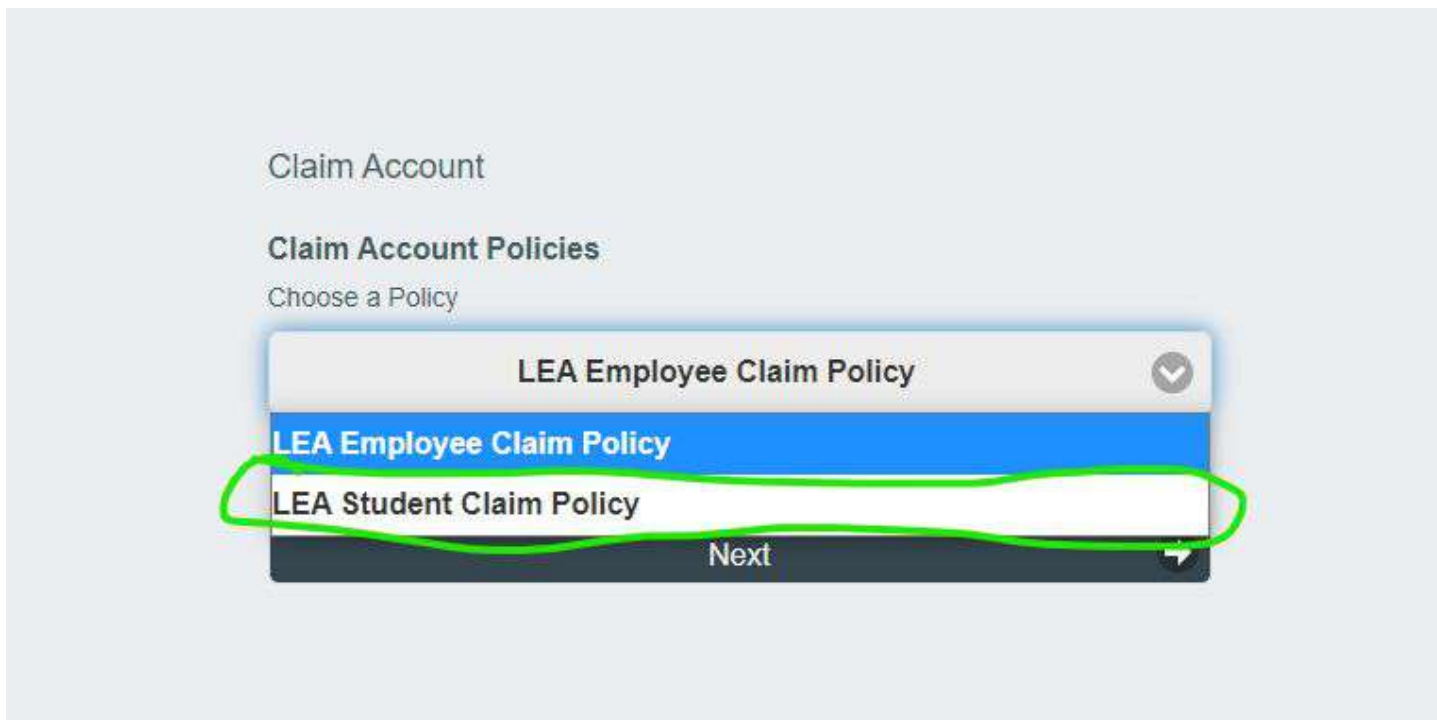 Claim Account
Claim Account Policies
Choose a Policy
LEA Employee Claim Policy
LEA Employee Claim Policy
LEA Student Claim Policy
Next